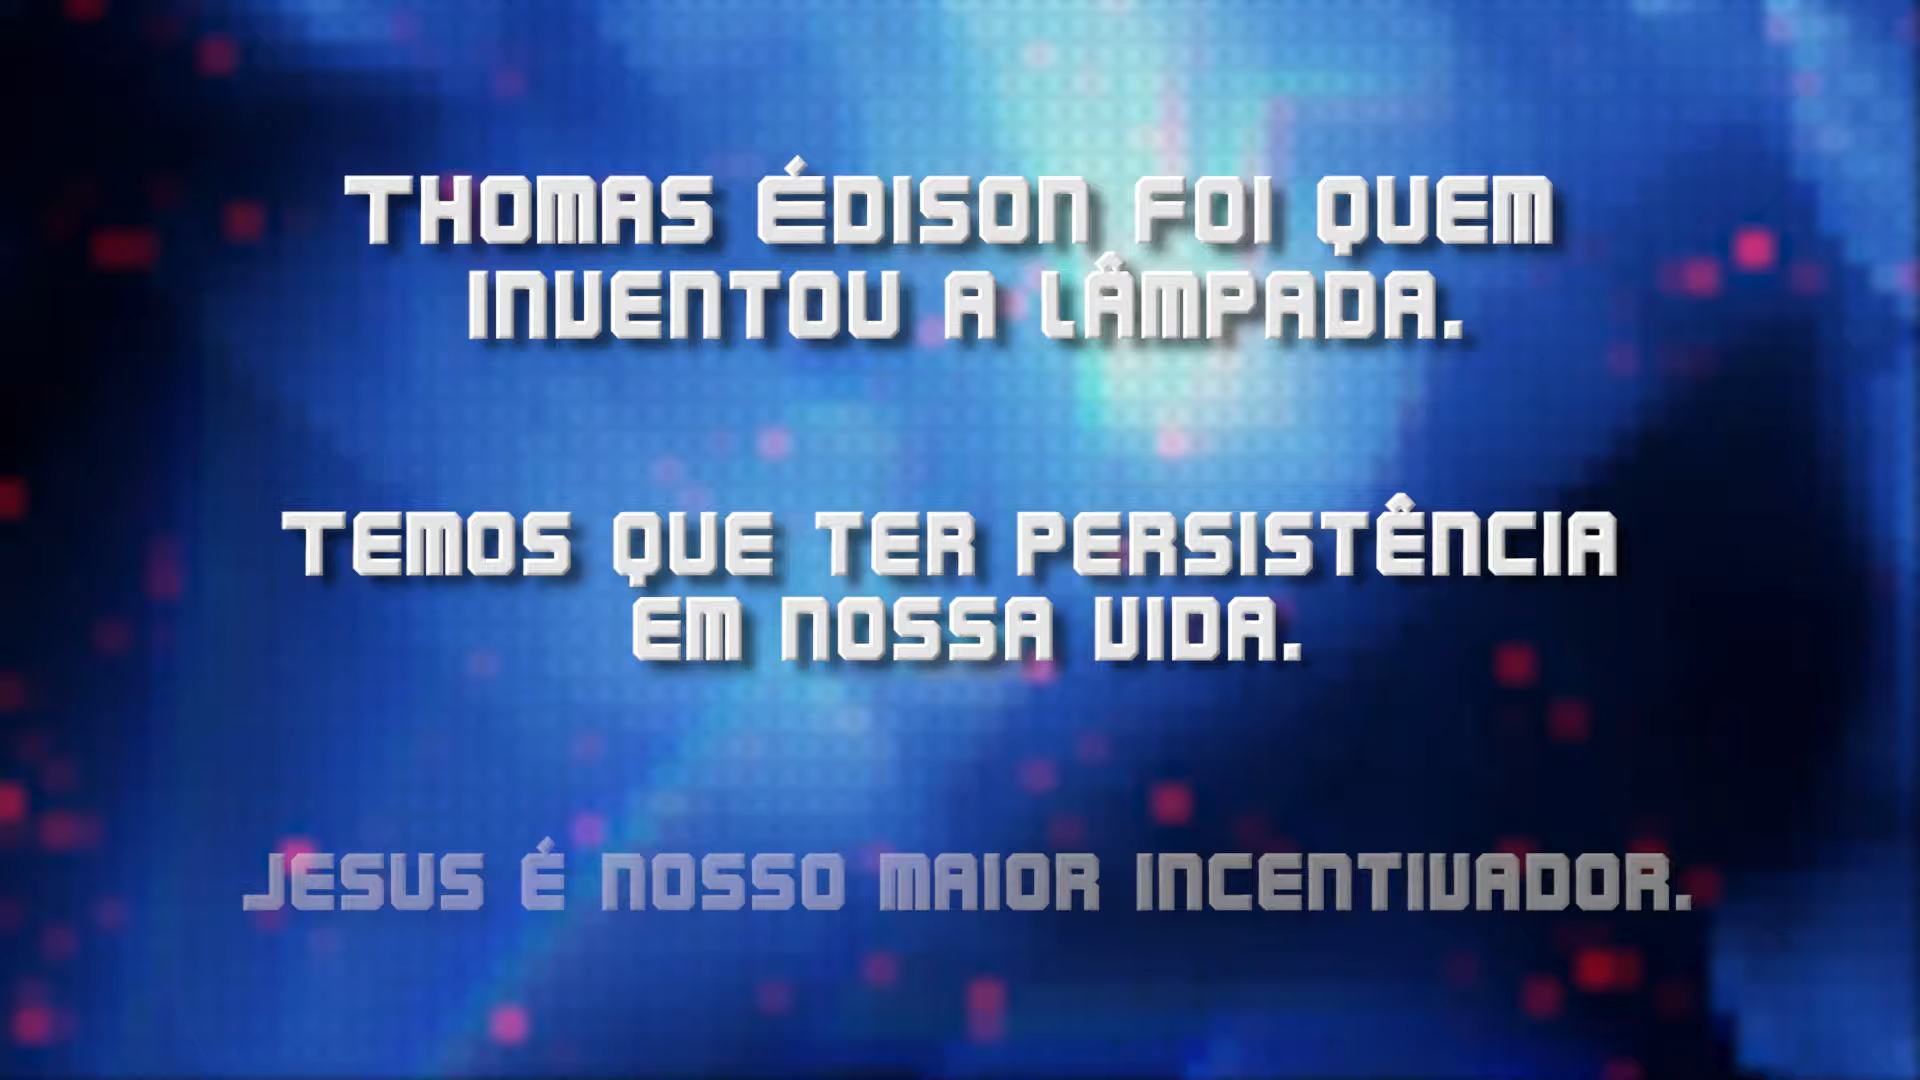 THOMAS ÉDISON FOI QUEM
INVENTOU A LÂMPADA.
TEMOS QUE TER PERSISTÊNCIA
EM NOSSA VIDA.
JESUS É NOSSO MAIOR INCENTIVADOR.